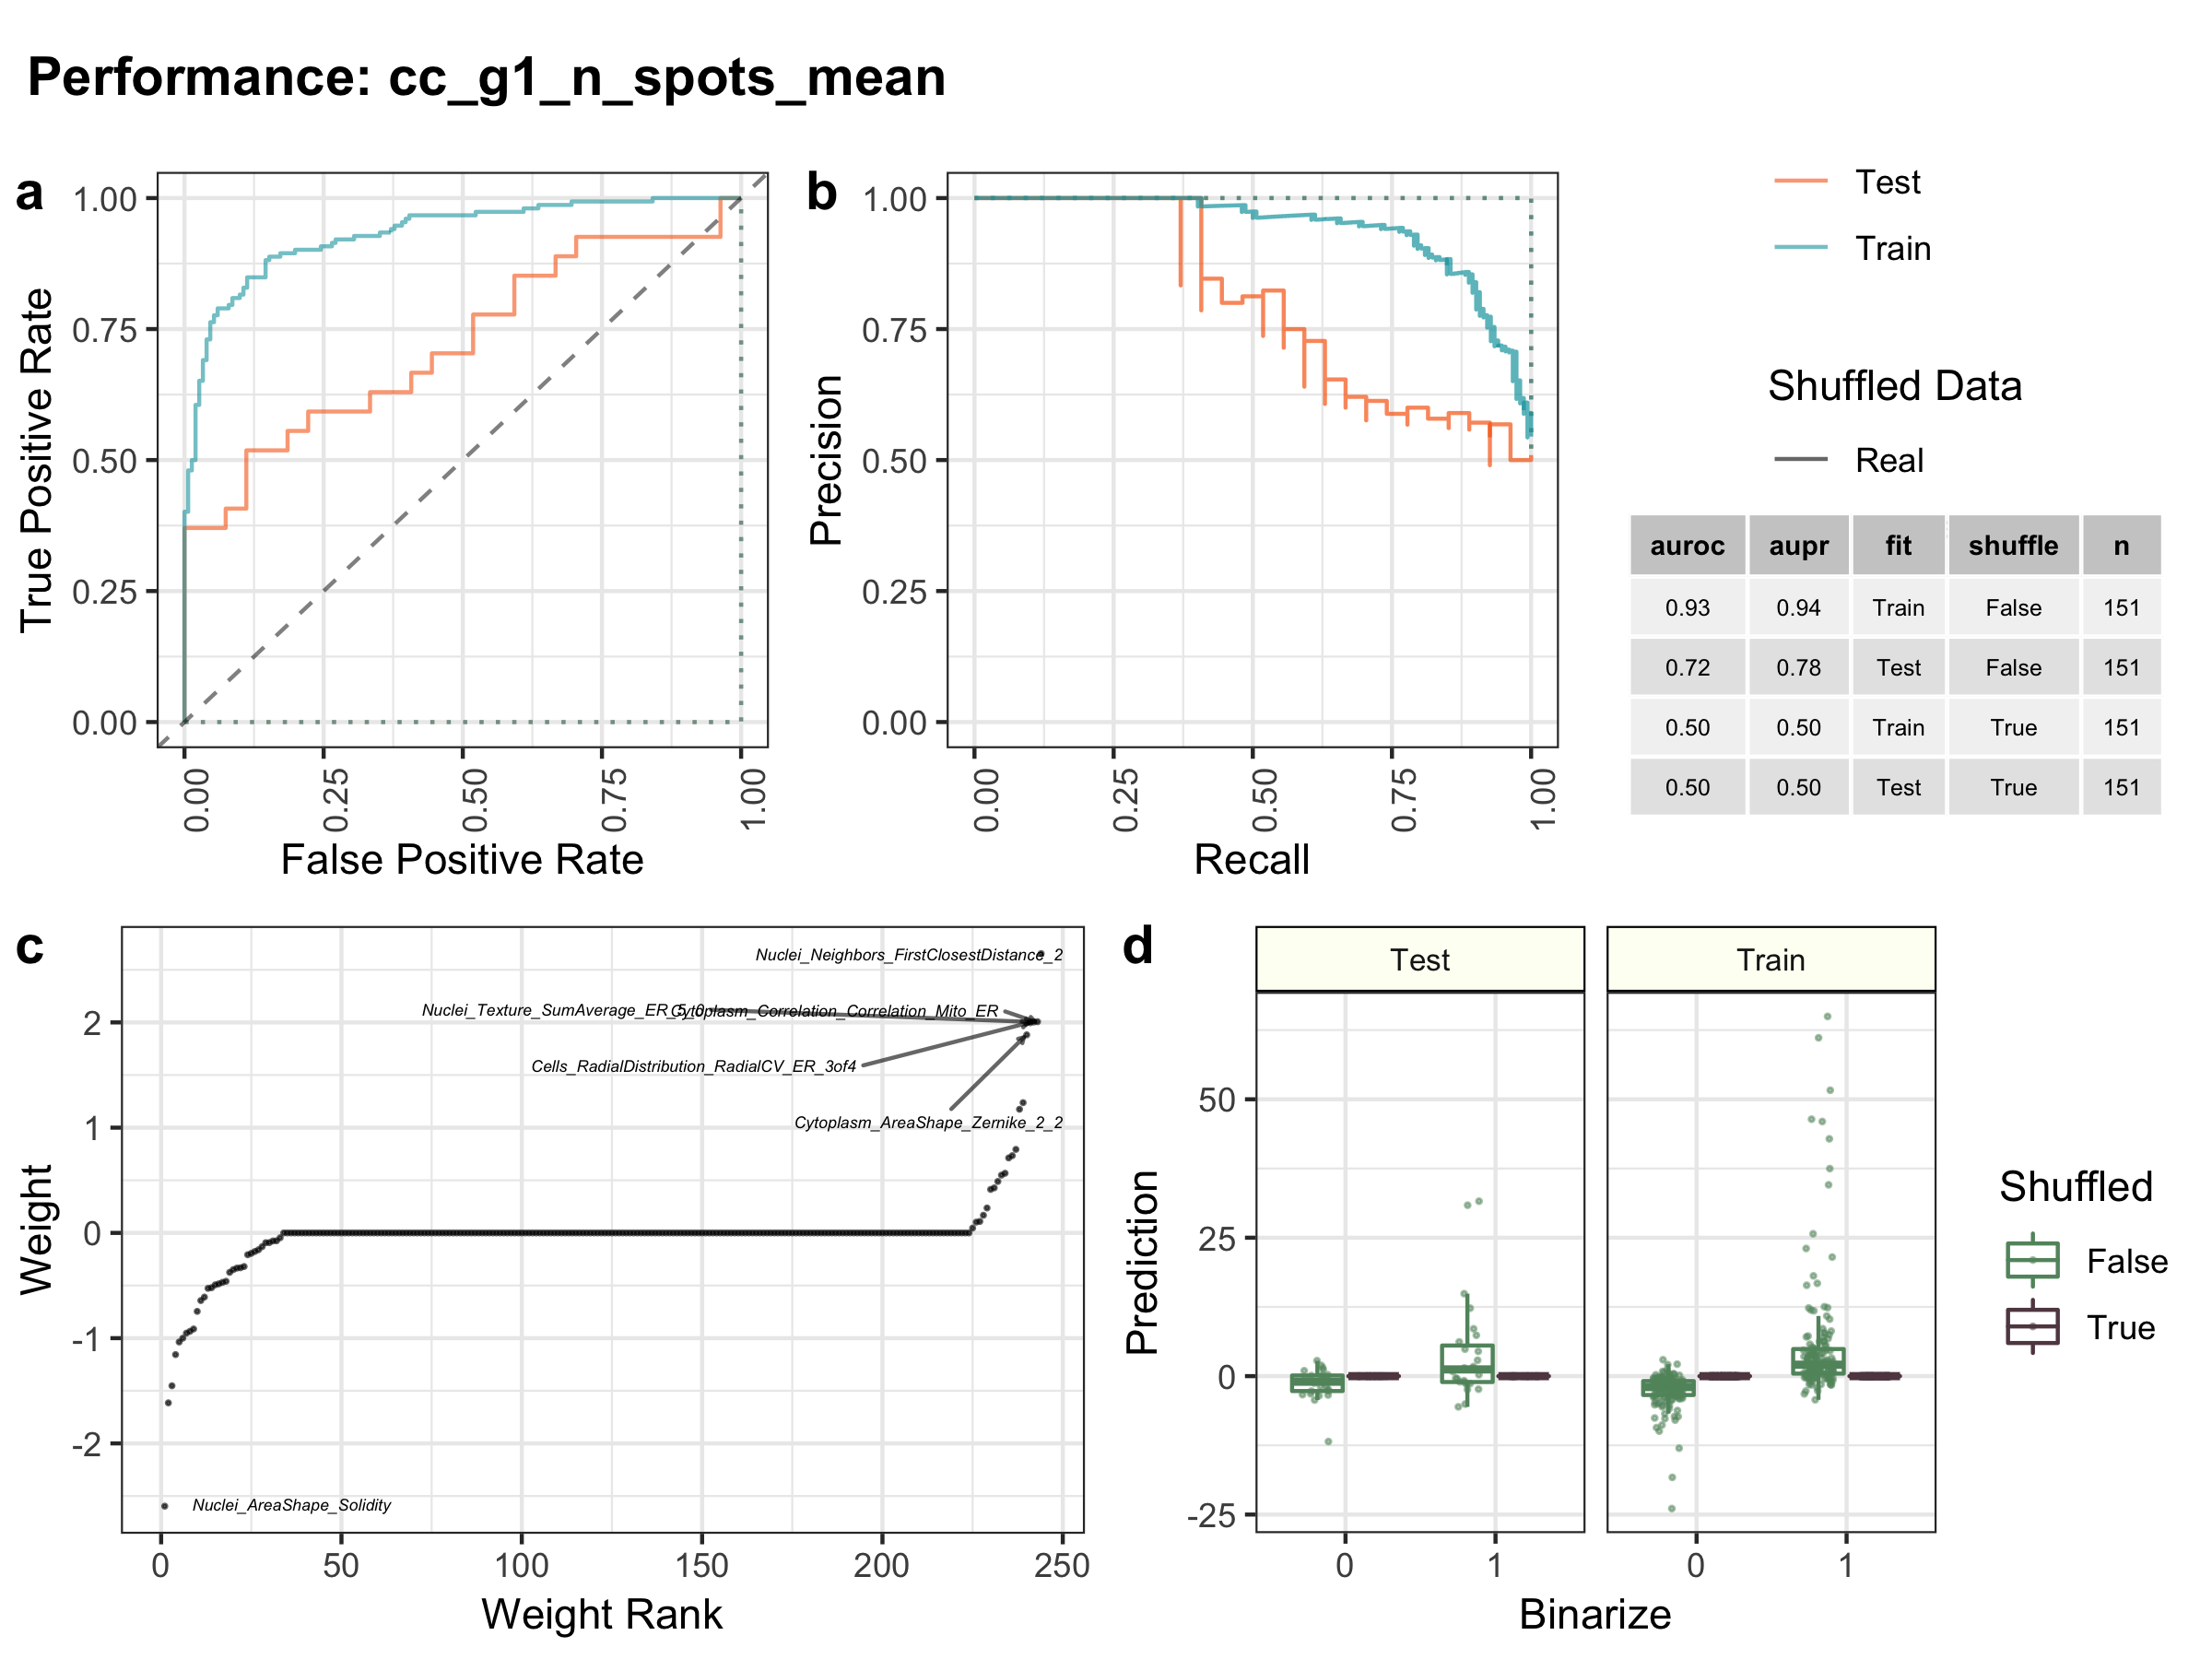 Performance: cc_g1_n_spots_mean
a
1.00
0.75
0.50
0.25
0.00
True Positive Rate
0.00
0.25
0.50
0.75
1.00
False Positive Rate
b
1.00
0.75
0.50
0.25
0.00
Precision
0.00
0.25
0.50
0.75
1.00
Recall
Test
Train
Shuffled Data
Real
auroc aupr fit shuffle n
0.93 0.94 Train False 151
0.72 0.78 Test False 151
0.50 0.50 Train True 151
0.50 0.50 Test True 151
c
2
1
0
-1
-2
Weight
Nuclei_Neighbors_FirstClosestDistance_2
Nuclei_Texture_SumAverage_ER_5_0
Cytoplasm_Correlation_Correlation_Mito_ER
Cells_RadialDistribution_RadialCV_ER_3of4
Cytoplasm_AreaShape_Zernike_2_2
Nuclei_AreaShape_Solidity
0
50
100
150
200
250
Weight Rank
d
Test
Train
50
25
0
-25
Prediction
0
1
0
1
Binarize
Shuffled
False
True